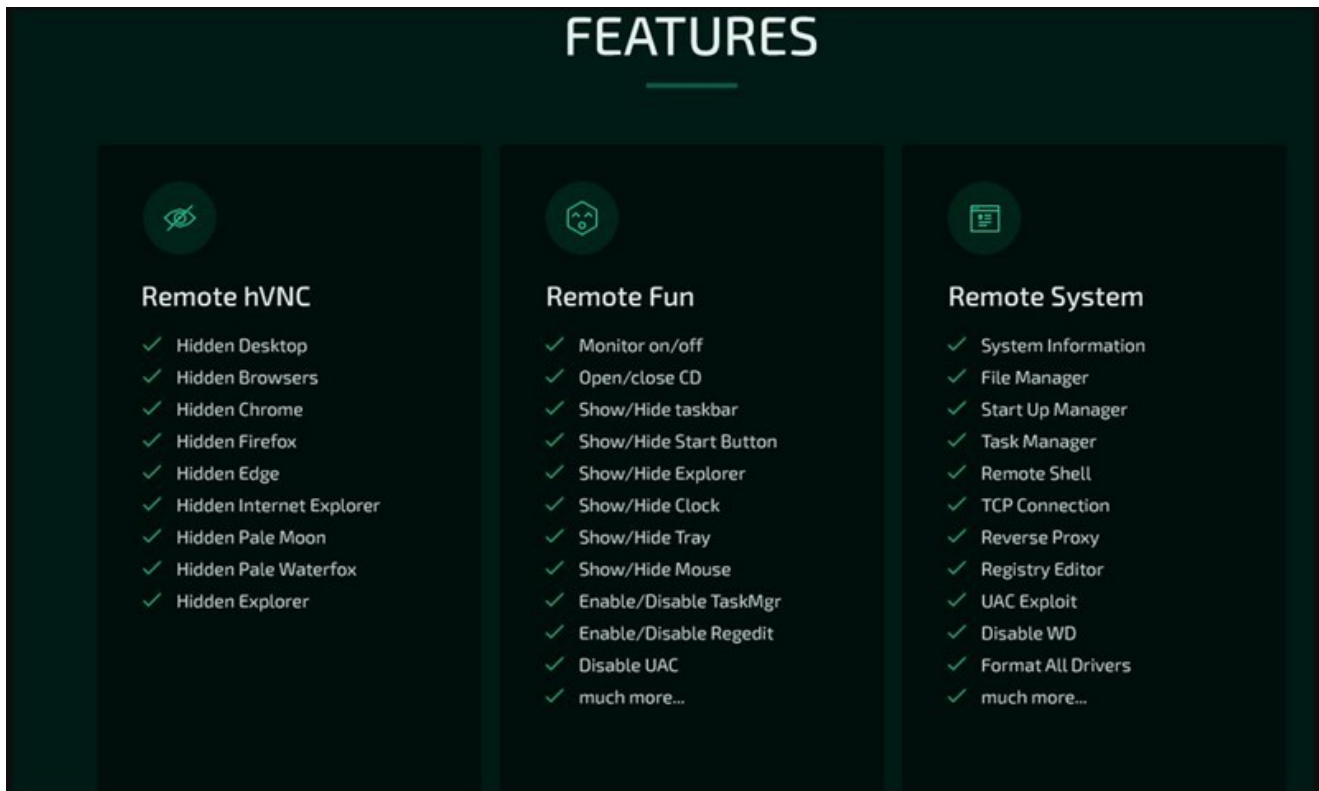 FEATURES
Remote hVNC
Hidden Desktop
Hidden Browsers
Hidden Chrome
Hidden Firefox
Hidden Edge
Hidden Internet Explorer
Hidden Pale Moon
Hidden Pale Waterfox
Hidden Explorer
Remote Fun
Monitor on/off
Open/close CD
Show/Hide taskbar
Show/Hide Start Button
Show/Hide Explorer
Show/Hide Clock
Show/Hide Tray
Show/Hide Mouse
Enable/Disable TaskMgr
Enable/Disable Regedit
Disable UAC
much more...
Remote System
System Information
File Manager
Start Up Manager
Task Manager
Remote Shell
TCP Connection
Reverse Proxy
Registry Editor
UAC Exploit
Disable WD
Format All Drivers
much more...